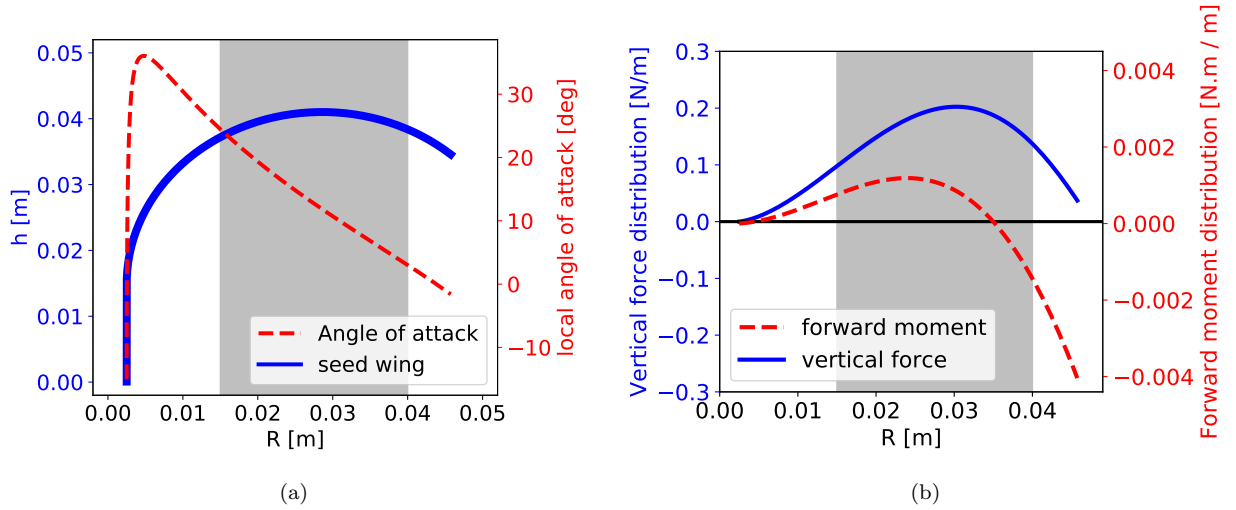 h [m]
0.05
0.04
0.03
0.02
0.01
0.00
0.00 0.01 0.02 0.03 0.04 0.05
R [m]
30
20
10
0
−10
local angle of attack [deg]
Angle of attack
seed wing
(a)
Vertical force distribution [N/m]
0.3
0.2
0.1
0.0
−0.1
−0.2
−0.3
0.00 0.01 0.02 0.03 0.04
R [m]
0.004
0.002
0.000
−0.002
−0.004
Forward moment distribution [N.m / m]
forward moment
vertical force
(b)